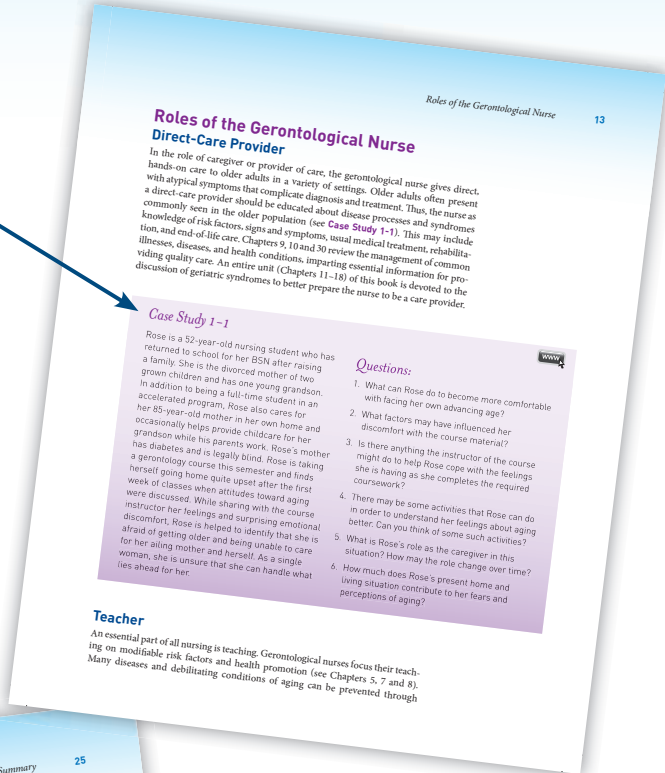 Roles of the Gerontological Nurse
13
Roles of the Gerontological Nurse
Direct-Care Provider
In the role of caregiver or provider of care, the gerontological nurse gives direct,
hands-on care to older adults in a variety of settings. Older adults often present
with atypical symptoms that complicate diagnosis and treatment. Thus, the nurse as
a direct-care provider should be educated about disease processes and syndromes
commonly seen in the older population (see Case Study 1-1). This may include
knowledge of risk factors, signs and symptoms, usual medical treatment, rehabilita-
tion, and end-of-life care. Chapters 9, 10 and 30 review the management of common
illnesses, diseases, and health conditions, imparting essential information for pro-
viding quality care. An entire unit (Chapters 11–18) of this book is devoted to the
discussion of geriatric syndromes to better prepare the nurse to be a care provider.
Case Study 1-1
Rose is a 52-year-old nursing student who has
returned to school for her BSN after raising
a family. She is the divorced mother of two
grown children and has one young grandson.
In addition to being a full-time student in an
accelerated program, Rose also cares for
her 85-year-old mother in her own home and
occasionally helps provide childcare for her
grandson while his parents work. Rose's mother
has diabetes and is legally blind. Rose is taking
a gerontology course this semester and finds
herself going home quite upset after the first
week of classes when attitudes toward aging
were discussed. While sharing with the course
instructor her feelings and surprising emotional
discomfort, Rose is helped to identify that she is
afraid of getting older and being unable to care
for her ailing mother and herself. As a single
woman, she is unsure that she can handle what
lies ahead for her.
www
Questions:
1. What can Rose do to become more comfortable
with facing her own advancing age?
2. What factors may have influenced her
discomfort with the course material?
3. Is there anything the instructor of the course
might do to help Rose cope with the feelings
she is having as she completes the required
coursework?
4. There may be some activities that Rose can do
in order to understand her feelings about aging
better. Can you think of some such activities?
5. What is Rose's role as the caregiver in this
situation? How may the role change over time?
6. How much does Rose's present home and
living situation contribute to her fears and
perceptions of aging?
Teacher
An essential part of all nursing is teaching. Gerontological nurses focus their teach-
ing on modifiable risk factors and health promotion (see Chapters 5, 7 and 8).
Many diseases and debilitating conditions of aging can be prevented through
Summary
25